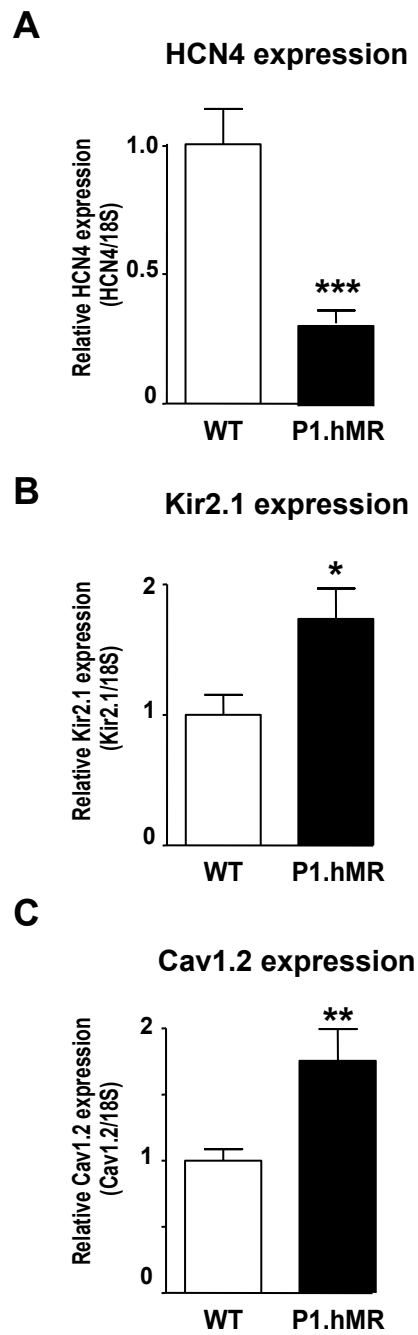 A
HCN4 expression
Relative HCN4 expression
(HCN4/18S)
1.0
0.5
0
***
WT P1.hMR
B
Kir2.1 expression
Relative Kir2.1 expression
(Kir2.1/18S)
2
1
0
*
WT P1.hMR
C
Cav1.2 expression
Relative Cav1.2 expression
(Cav1.2/18S)
2
1
0
**
WT P1.hMR